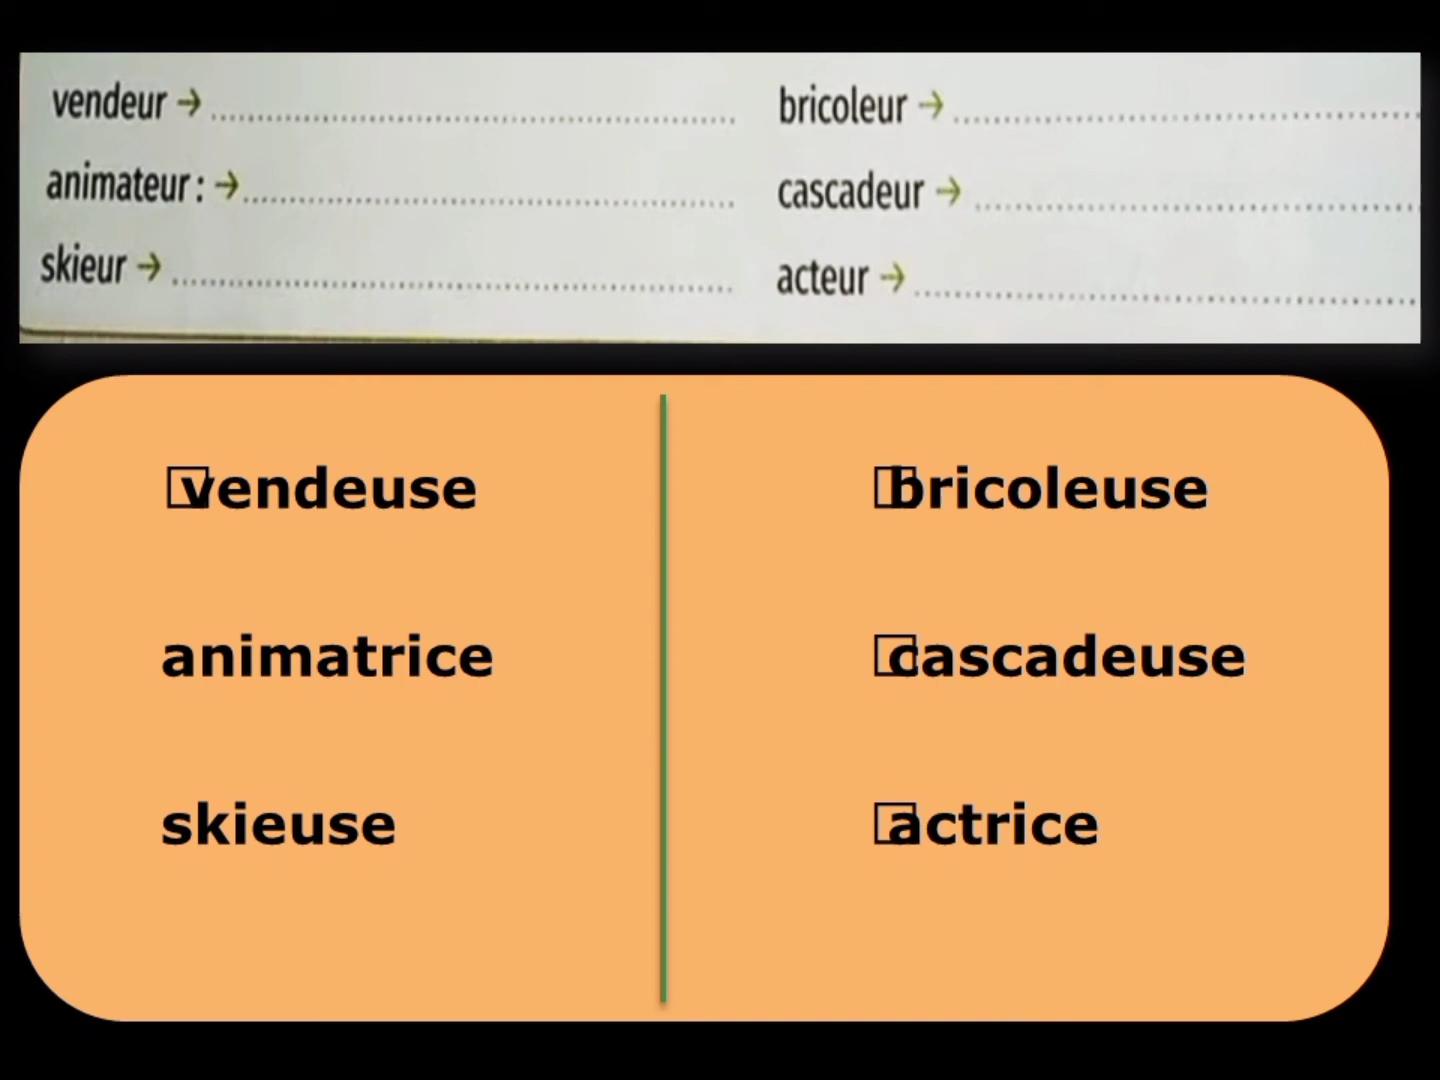 vendeur → ........................ bricoleur → ........................
animateur : → ........................ cascadeur → ........................
skieur → ........................ acteur → ........................
vendeuse bricoleuse
animatrice cascadeuse
skieuse actrice